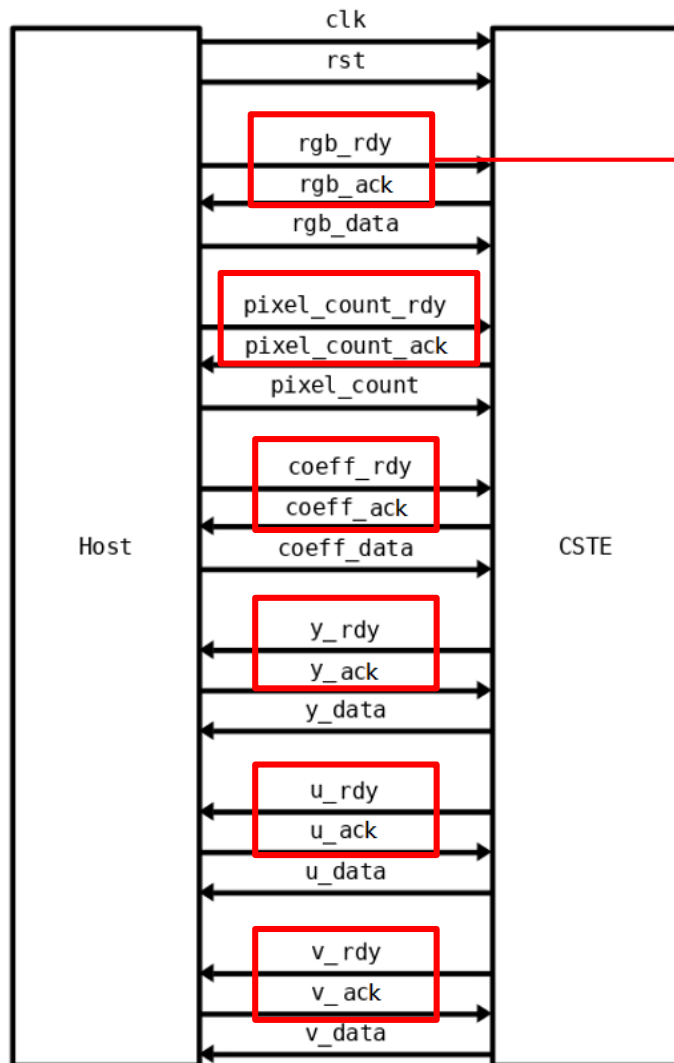 clk
rst
rgb_rdy
rgb_ack
rgb_data
pixel_count_rdy
pixel_count_ack
pixel_count
coeff_rdy
coeff_ack
Host
coeff_data
CSTE
y_rdy
y_ack
y_data
u_rdy
u_ack
u_data
v_rdy
v_ack
v_data